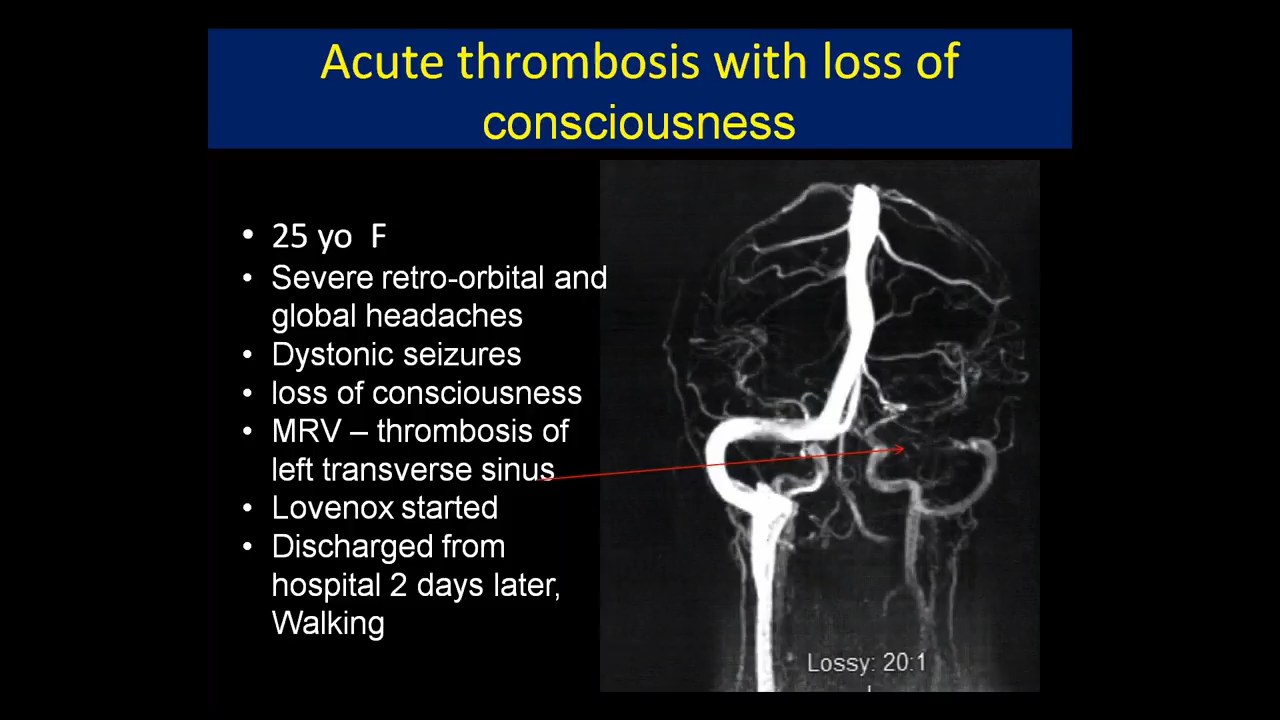 Acute thrombosis with loss of
consciousness
• 25 yo F
• Severe retro-orbital and
global headaches
• Dystonic seizures
• loss of consciousness
• MRV – thrombosis of
left transverse sinus
• Lovenox started
• Discharged from
hospital 2 days later,
Walking
Lossy: 20:1